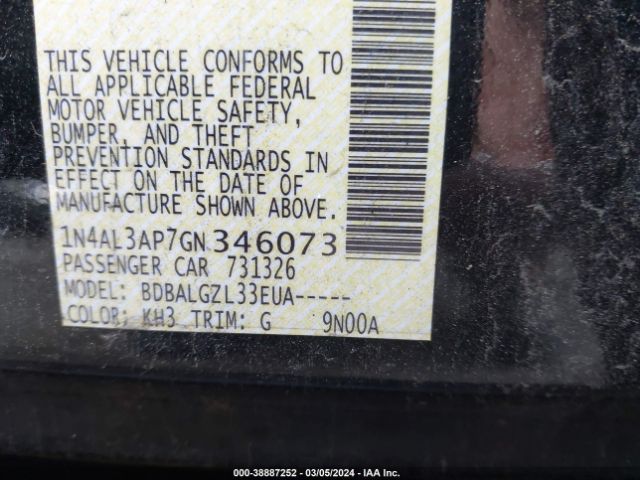 THIS VEHICLE CONFORMS TO
ALL APPLICABLE FEDERAL
MOTOR VEHICLE SAFETY,
BUMPER, AND THEFT
PREVENTION STANDARDS IN
EFFECT ON THE DATE OF
MANUFACTURE SHOWN ABOVE.
1N4AL3AP7GN346073
PASSENGER CAR 731326
MODEL: BDBALGZL33EUA-----
COLOR: KH3 TRIM: G 9N00A
000-38887252 — 03/05/2024 — IAA Inc.